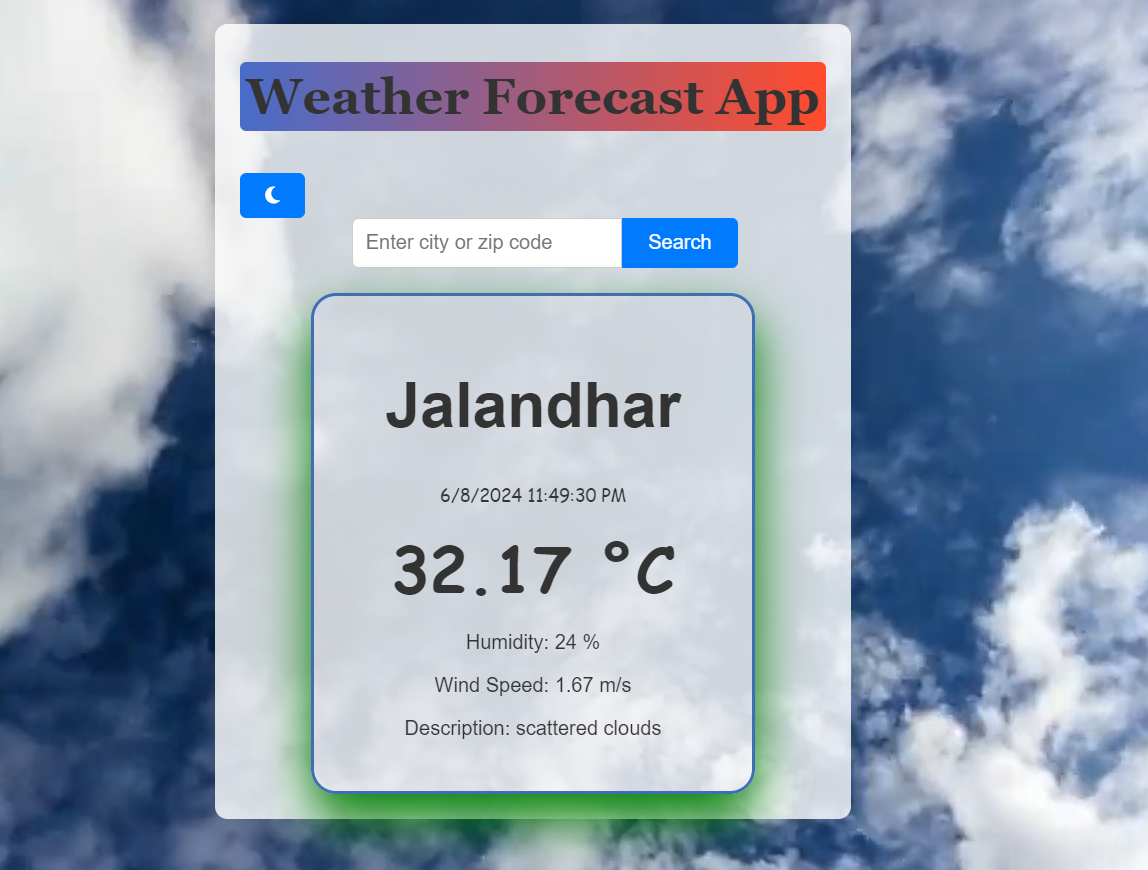 Weather Forecast App
Enter city or zip code
Search
Jalandhar
6/8/2024 11:49:30 PM
32.17 °C
Humidity: 24 %
Wind Speed: 1.67 m/s
Description: scattered clouds